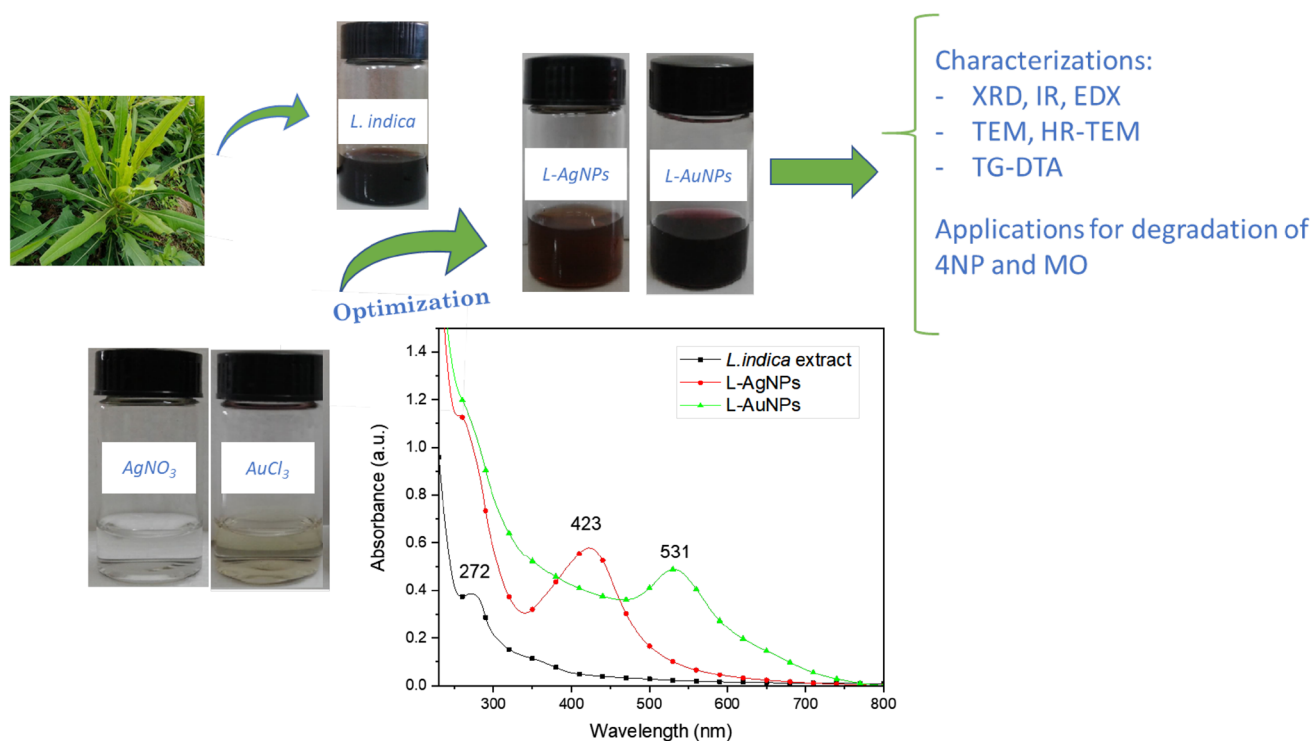 L. indica
L-AgNPs
L-AuNPs
Characterizations:
- XRD, IR, EDX
- TEM, HR-TEM
- TG-DTA
Applications for degradation of
4NP and MO
Optimization
AgNO₃
AuCl₃
L.indica extract
L-AgNPs
L-AuNPs
272
423
531
1.4
1.2
1.0
0.8
0.6
0.4
0.2
0.0
Absorbance (a.u.)
300 400 500 600 700 800
Wavelength (nm)